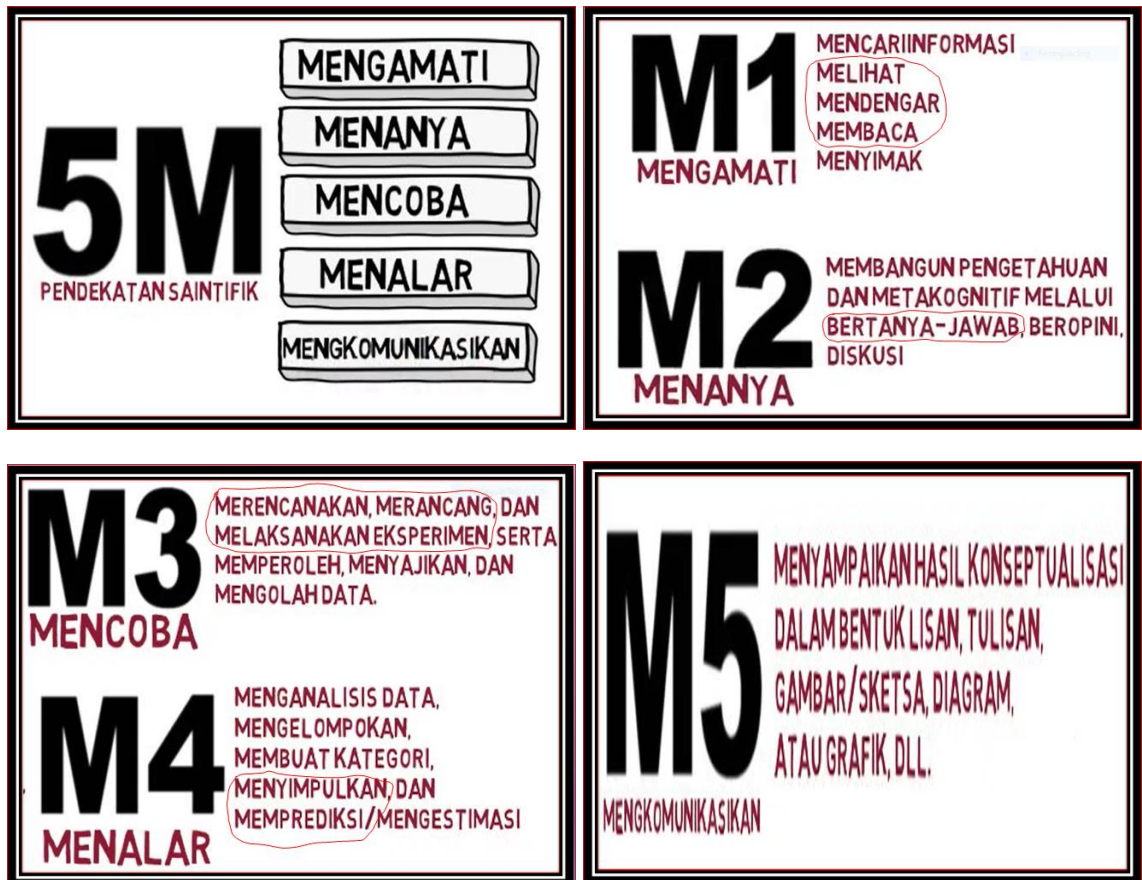 5M
PENDEKATAN SAINTIFIK
MENGAMATI
MENANYA
MENCOBA
MENALAR
MENGKOMUNIKASIKAN
M1
MENGAMATI
MENCARIINFORMASI
MELIHAT
MENDENGAR
MEMBACA
MENYIMAK
M2
MENANYA
MEMBANGUN PENGETAHUAN
DAN METAKOGNITIF MELALUI
BERTANYA-JAWAB, BEROPINI,
DISKUSI
M3
MENCOBA
MERENCANAKAN, MERANCANG, DAN
MELAKSANAKAN EKSPERIMEN, SERTA
MEMPEROLEH, MENYAJIKAN, DAN
MENGOLAH DATA.
M4
MENALAR
MENGANALISIS DATA,
MENGELOMPOKAN,
MEMBUAT KATEGORI,
MENYIMPULKAN, DAN
MEMPREDIKSI/MENGESTIMASI
M5
MENGKOMUNIKASIKAN
MENYAMPAIKAN HASIL KONSEPTUALISASI
DALAM BENTUK LISAN, TULISAN,
GAMBAR/SKETSA, DIAGRAM,
ATAU GRAFIK, DLL.